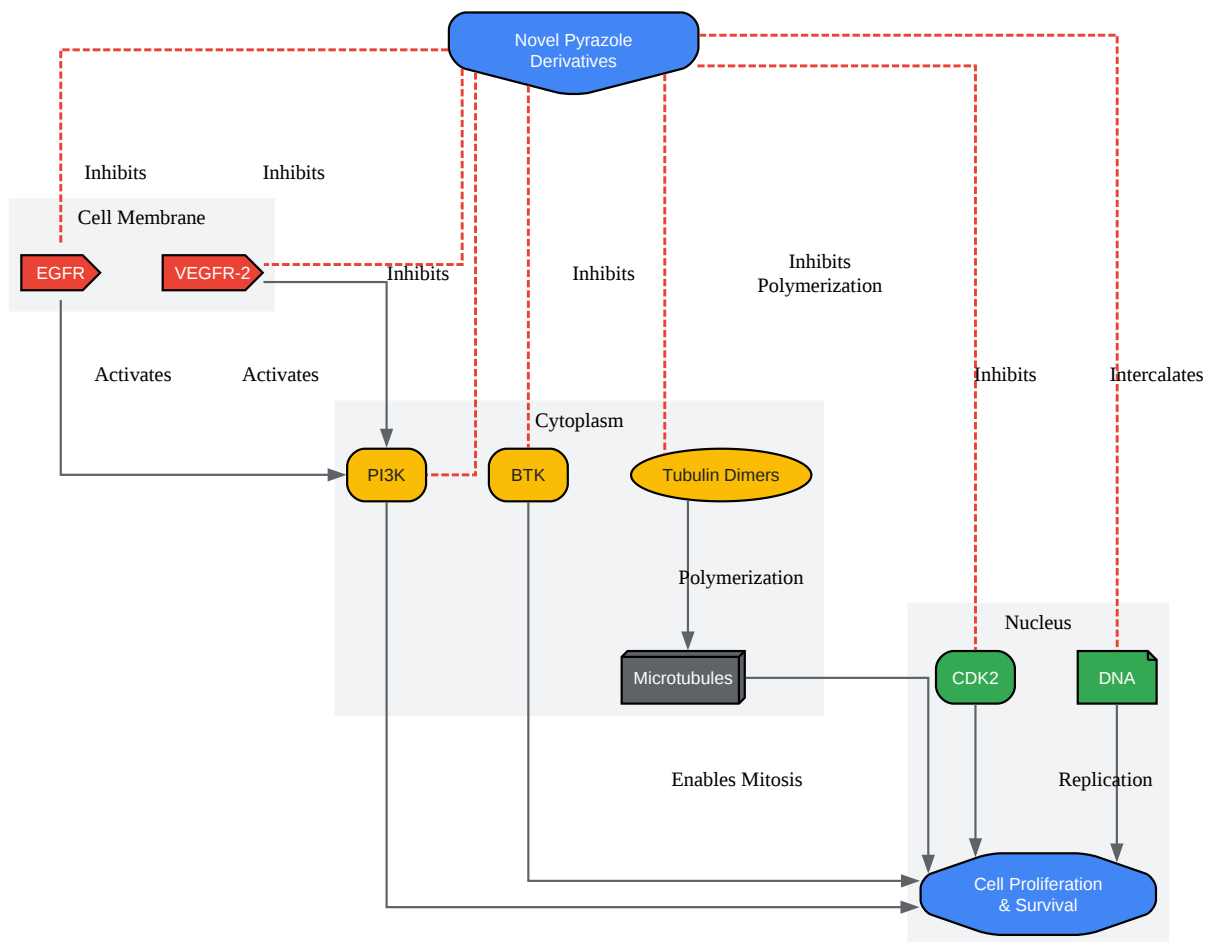 Novel Pyrazole
Derivatives
Inhibits
Inhibits
Cell Membrane
EGFR
VEGFR-2
Inhibits
Inhibits
Inhibits
Polymerization
Activates
Activates
Inhibits
Intercalates
Cytoplasm
PI3K
BTK
Tubulin Dimers
Polymerization
Nucleus
Microtubules
CDK2
DNA
Enables Mitosis
Replication
Cell Proliferation
& Survival